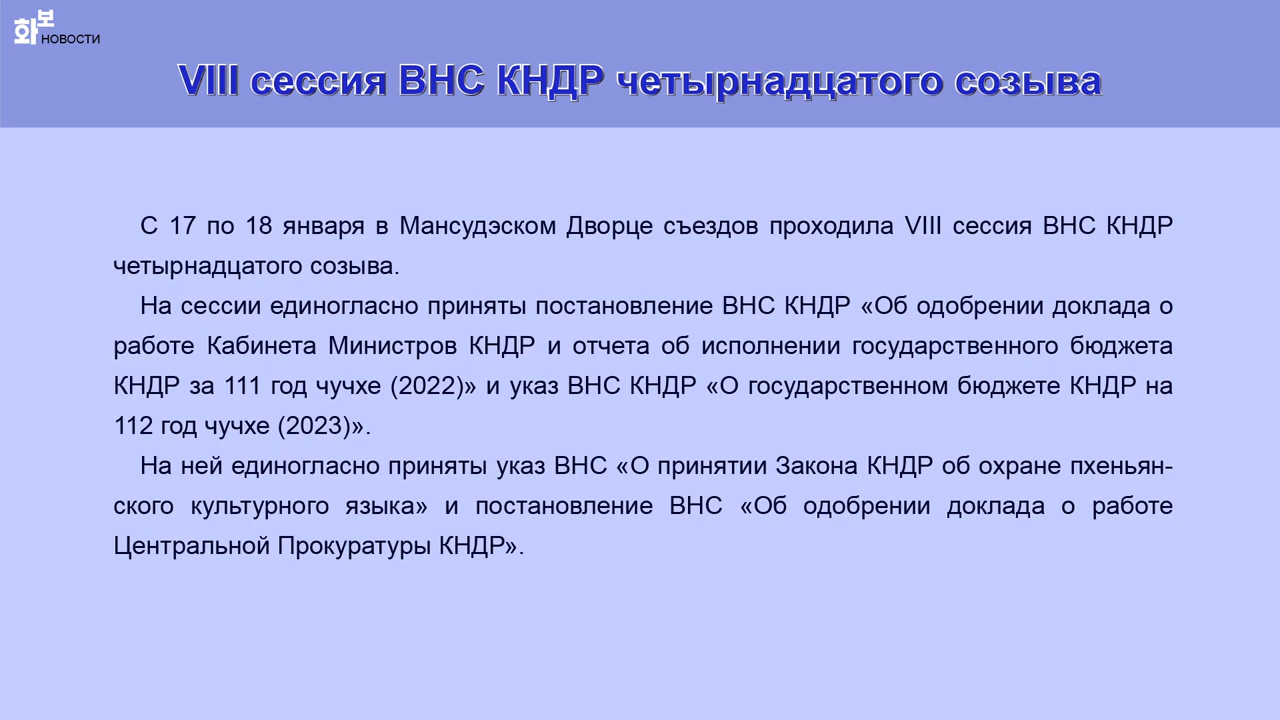 화보
НОВОСТИ
VIII сессия ВНС КНДР четырнадцатого созыва
С 17 по 18 января в Мансудэском Дворце съездов проходила VIII сессия ВНС КНДР
четырнадцатого созыва.
На сессии единогласно приняты постановление ВНС КНДР «Об одобрении доклада о
работе Кабинета Министров КНДР и отчета об исполнении государственного бюджета
КНДР за 111 год чучхе (2022)» и указ ВНС КНДР «О государственном бюджете КНДР на
112 год чучхе (2023)».
На ней единогласно приняты указ ВНС «О принятии Закона КНДР об охране пхеньян-
ского культурного языка» и постановление ВНС «Об одобрении доклада о работе
Центральной Прокуратуры КНДР».